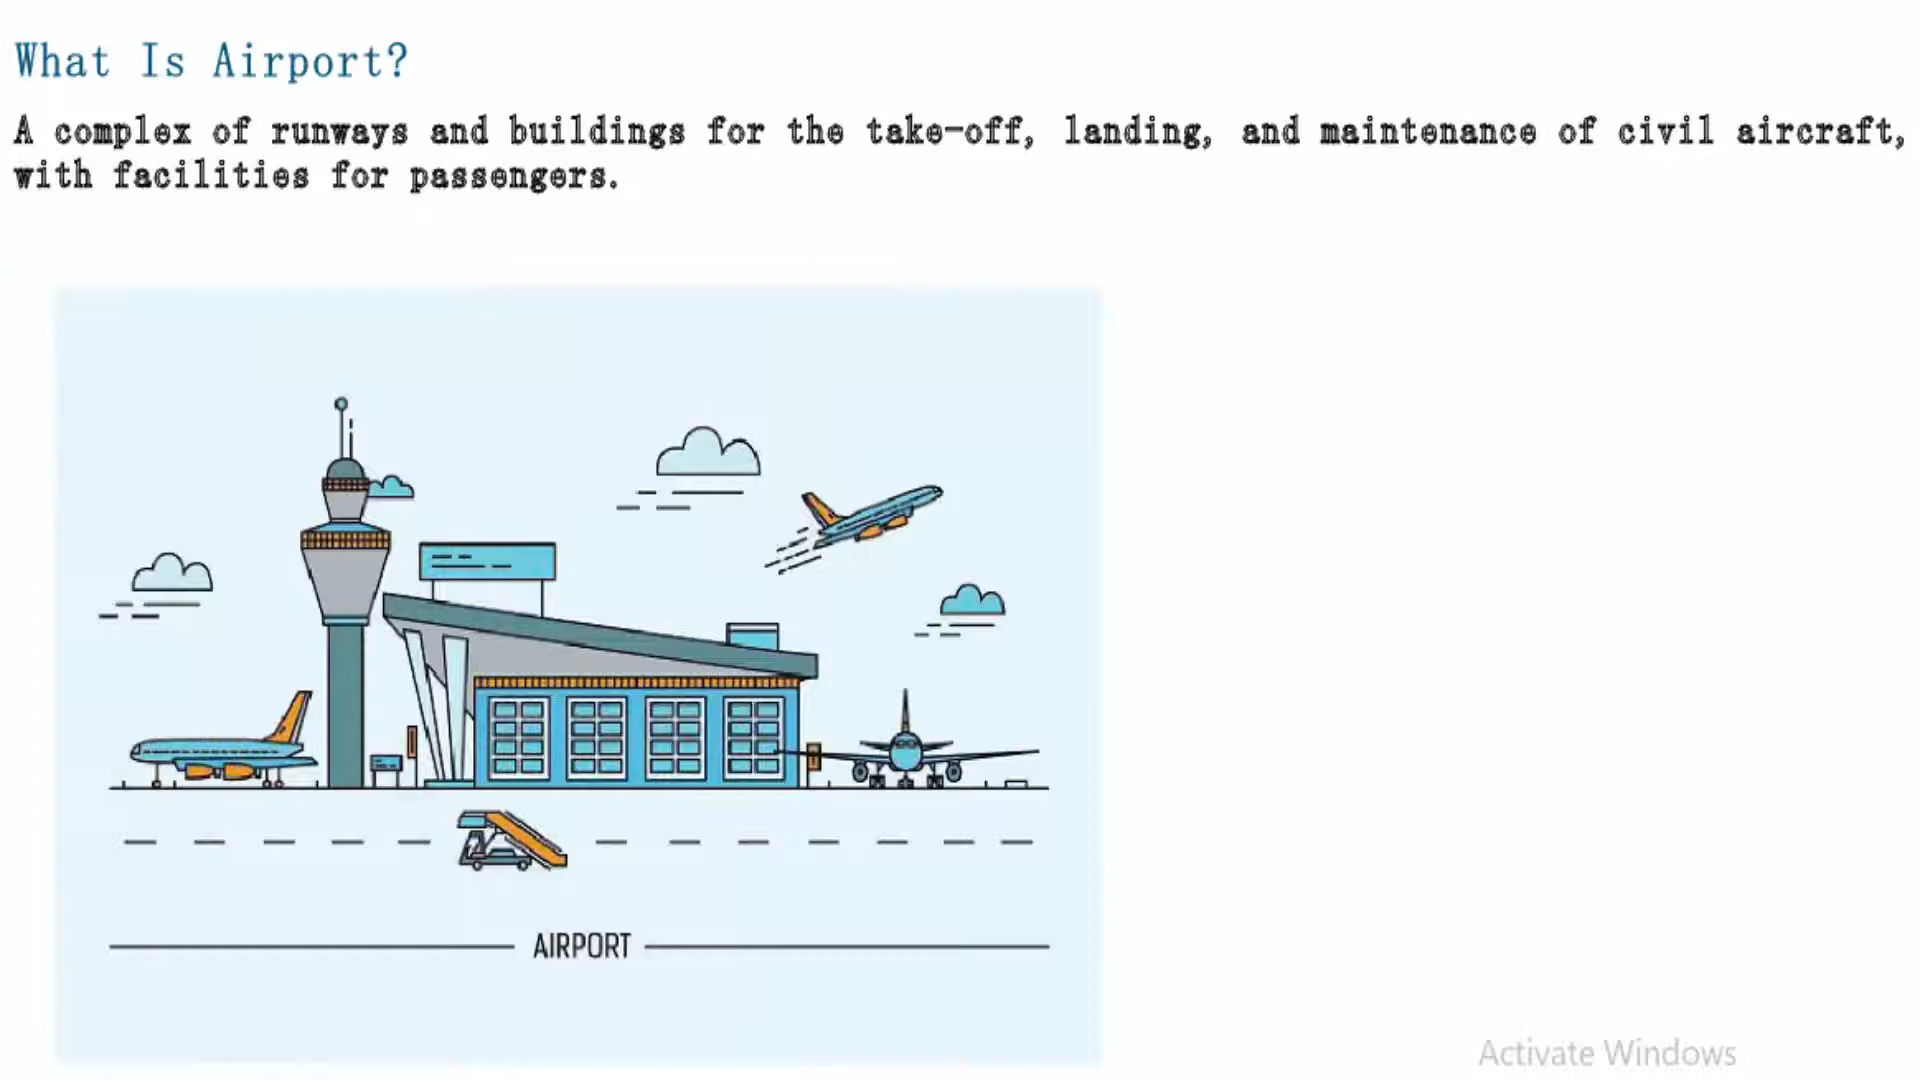 What Is Airport?
A complex of runways and buildings for the take-off, landing, and maintenance of civil aircraft,
with facilities for passengers.
AIRPORT
Activate Windows